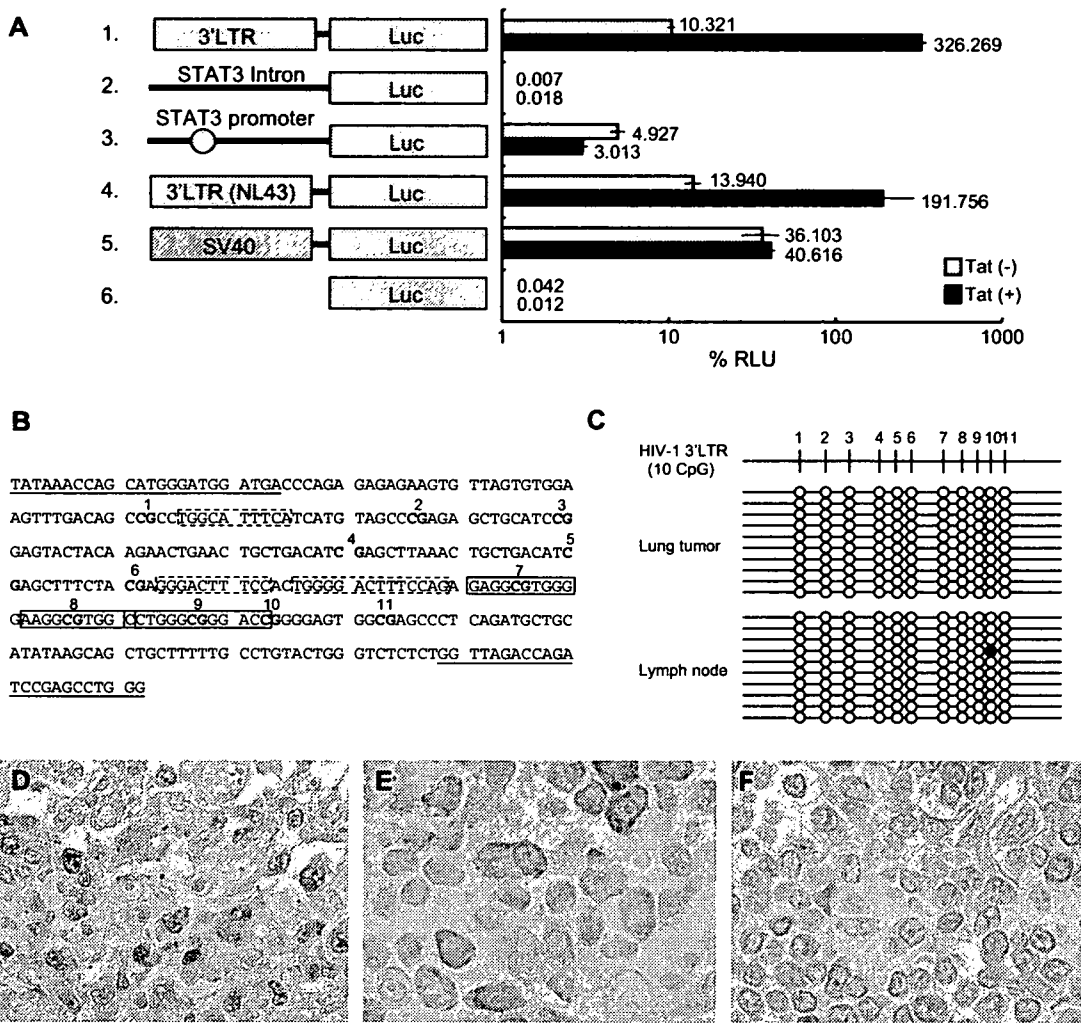 A
1. 3'LTR Luc 10.321
326.269
2. STAT3 Intron Luc 0.007
0.018
3. STAT3 promoter Luc 4.927
3.013
4. 3'LTR (NL43) Luc 13.940
191.756
5. SV40 Luc 36.103
40.616
6. Luc 0.042
0.012
Tat (-)
Tat (+)
1 10 100 1000
% RLU
B
TATAAACCAG CATGGGATGG ATGACCCAGA GAGAGAAGTG TTAGTGTGGA
1 2 3
AGTTTGACAG CCGCCTGGCA TTTCATCATG TAGCCCGAGA GCTGCATCCG
4 5
GAGTACTACA AGAACTGAAC TGCTGACATC GAGCTTAAAC TGCTGACATC
6 7
GAGCTTTCTA CGAGGGACTT TCCACTGGGG ACTTTCCAGA GAGGCGTGGG
8 9 10 11
GAAGGCGTGG CCTGGGCGGG ACCGGGGAGTGG CGAGCCCT CAGATGCTGC
ATATAAGCAG CTGCTTTTTG CCTGTACTGG GTCTCTCTGG TTAGACCAGA
TCCGAGCCTG GG
C
1 2 3 4 5 6 7 8 9 10 11
HIV-1 3'LTR
(10 CpG)
Lung tumor
Lymph node
D
E
F